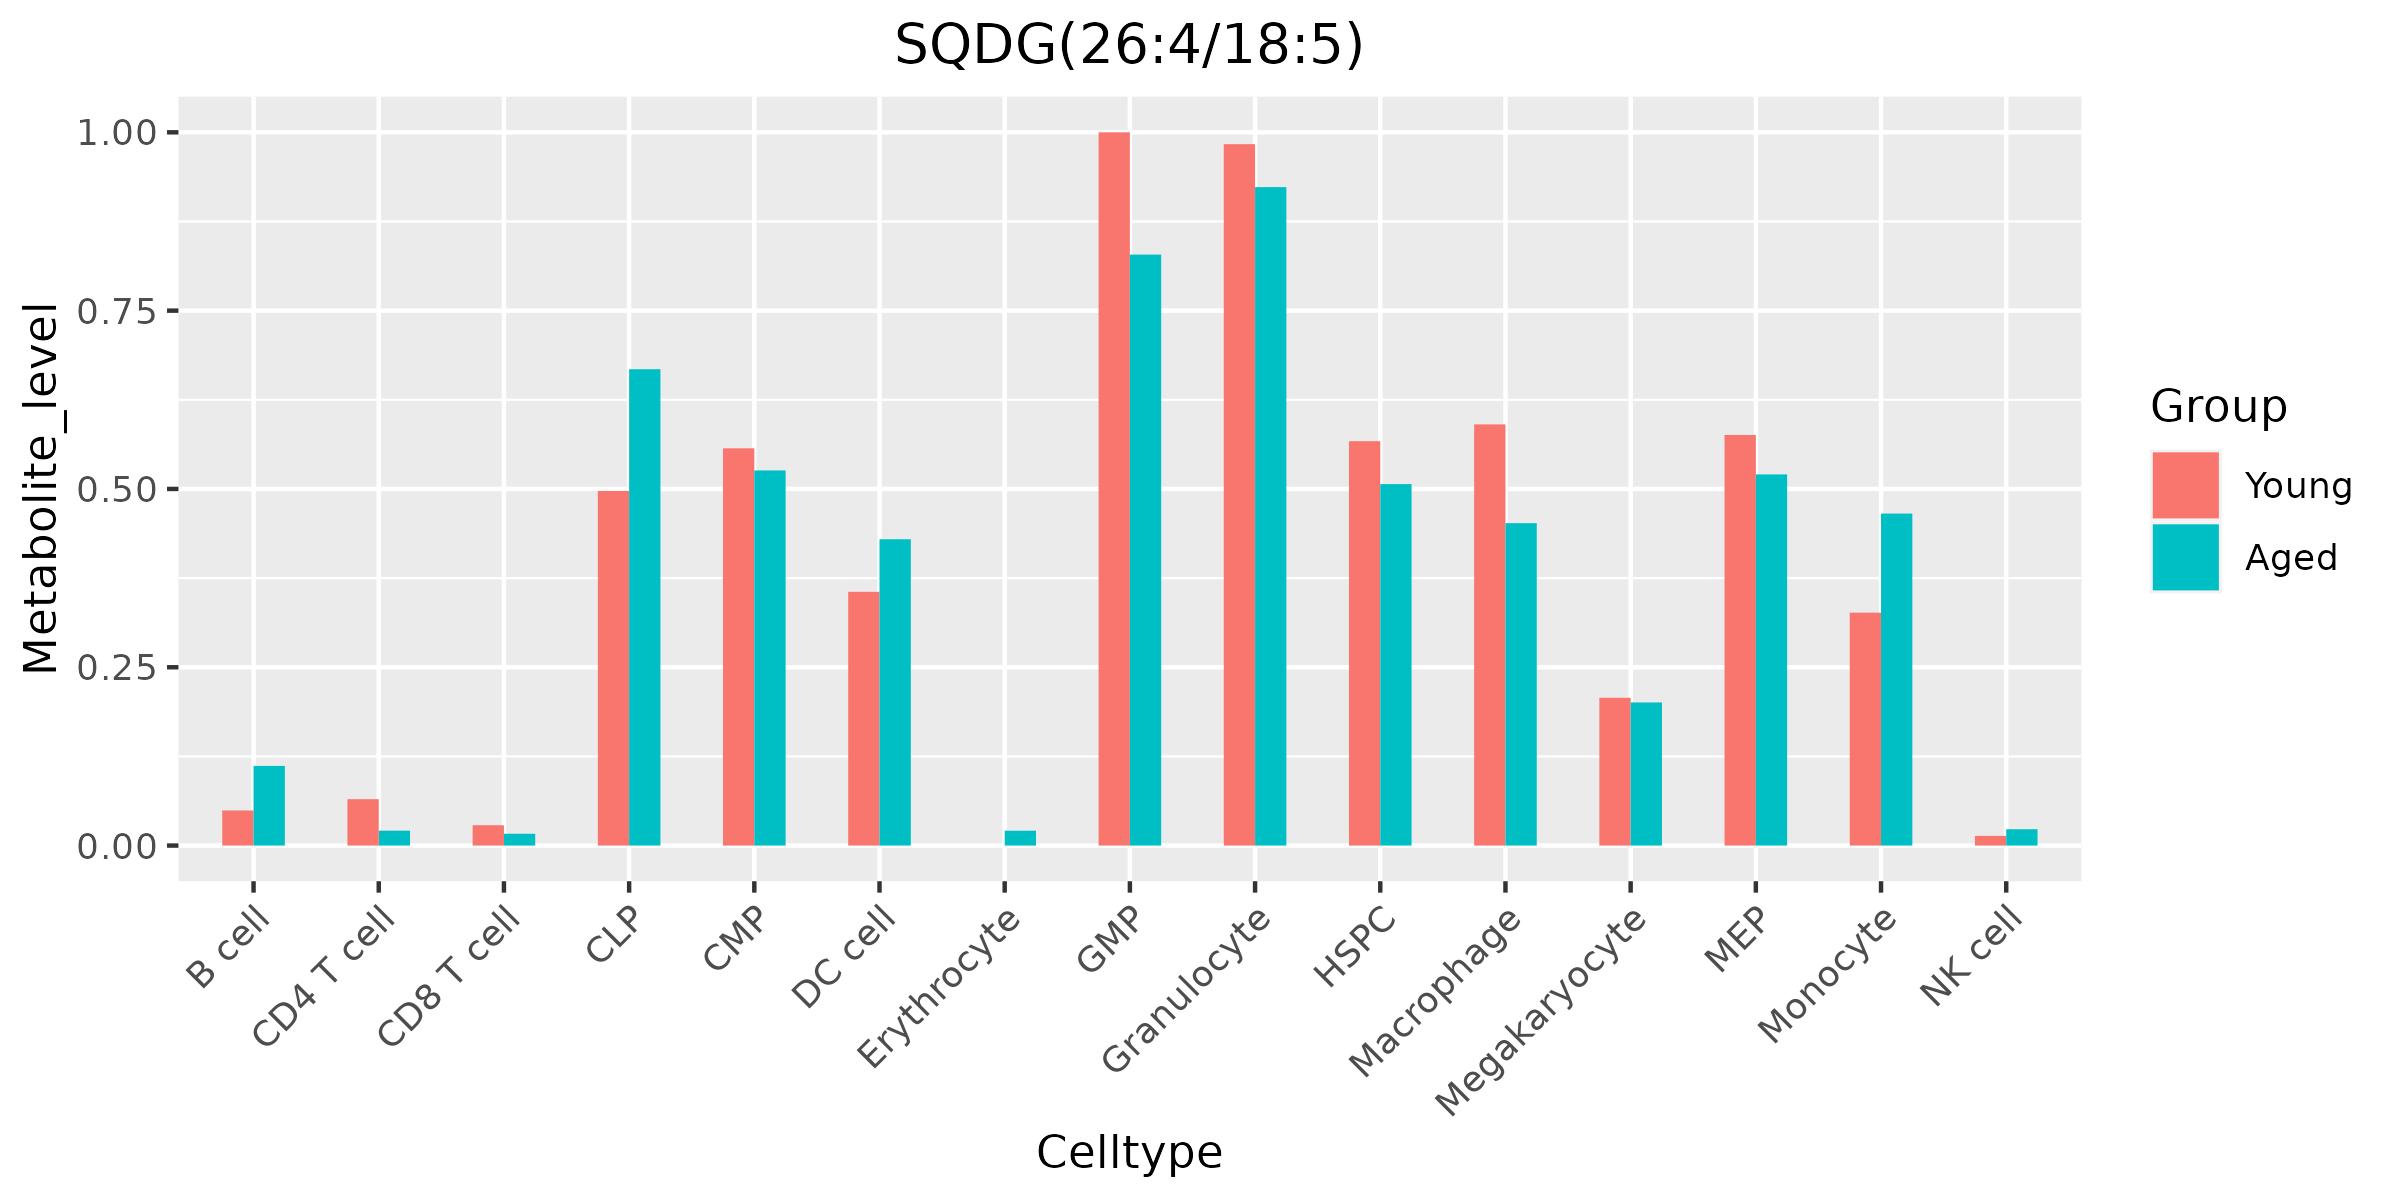 SQDG(26:4/18:5)
Metabolite_level
1.00
0.75
0.50
0.25
0.00
B cell
CD4 T cell
CD8 T cell
CLP
CMP
DC cell
Erythrocyte
GMP
Granulocyte
HSPC
Macrophage
Megakaryocyte
MEP
Monocyte
NK cell
Celltype
Group
Young
Aged